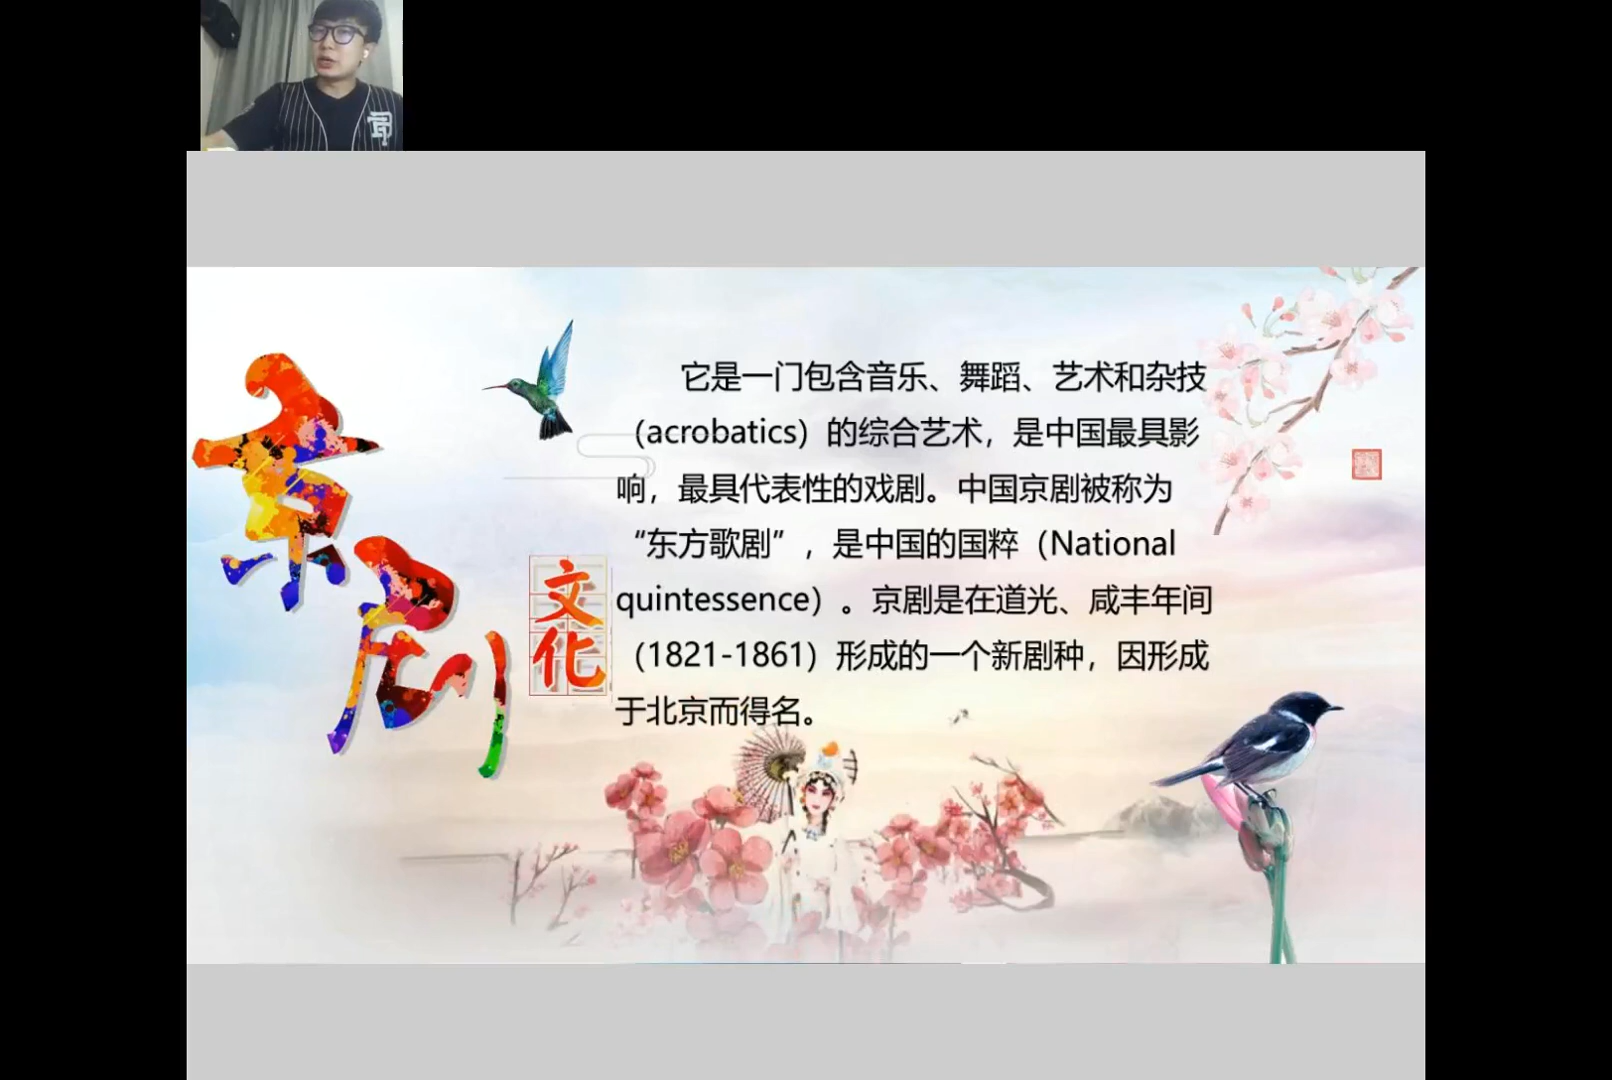 京剧
文化
它是一门包含音乐、舞蹈、艺术和杂技
（acrobatics）的综合艺术，是中国最具影
响，最具代表性的戏剧。中国京剧被称为
“东方歌剧”，是中国的国粹（National
quintessence）。京剧是在道光、咸丰年间
（1821-1861）形成的一个新剧种，因形成
于北京而得名。